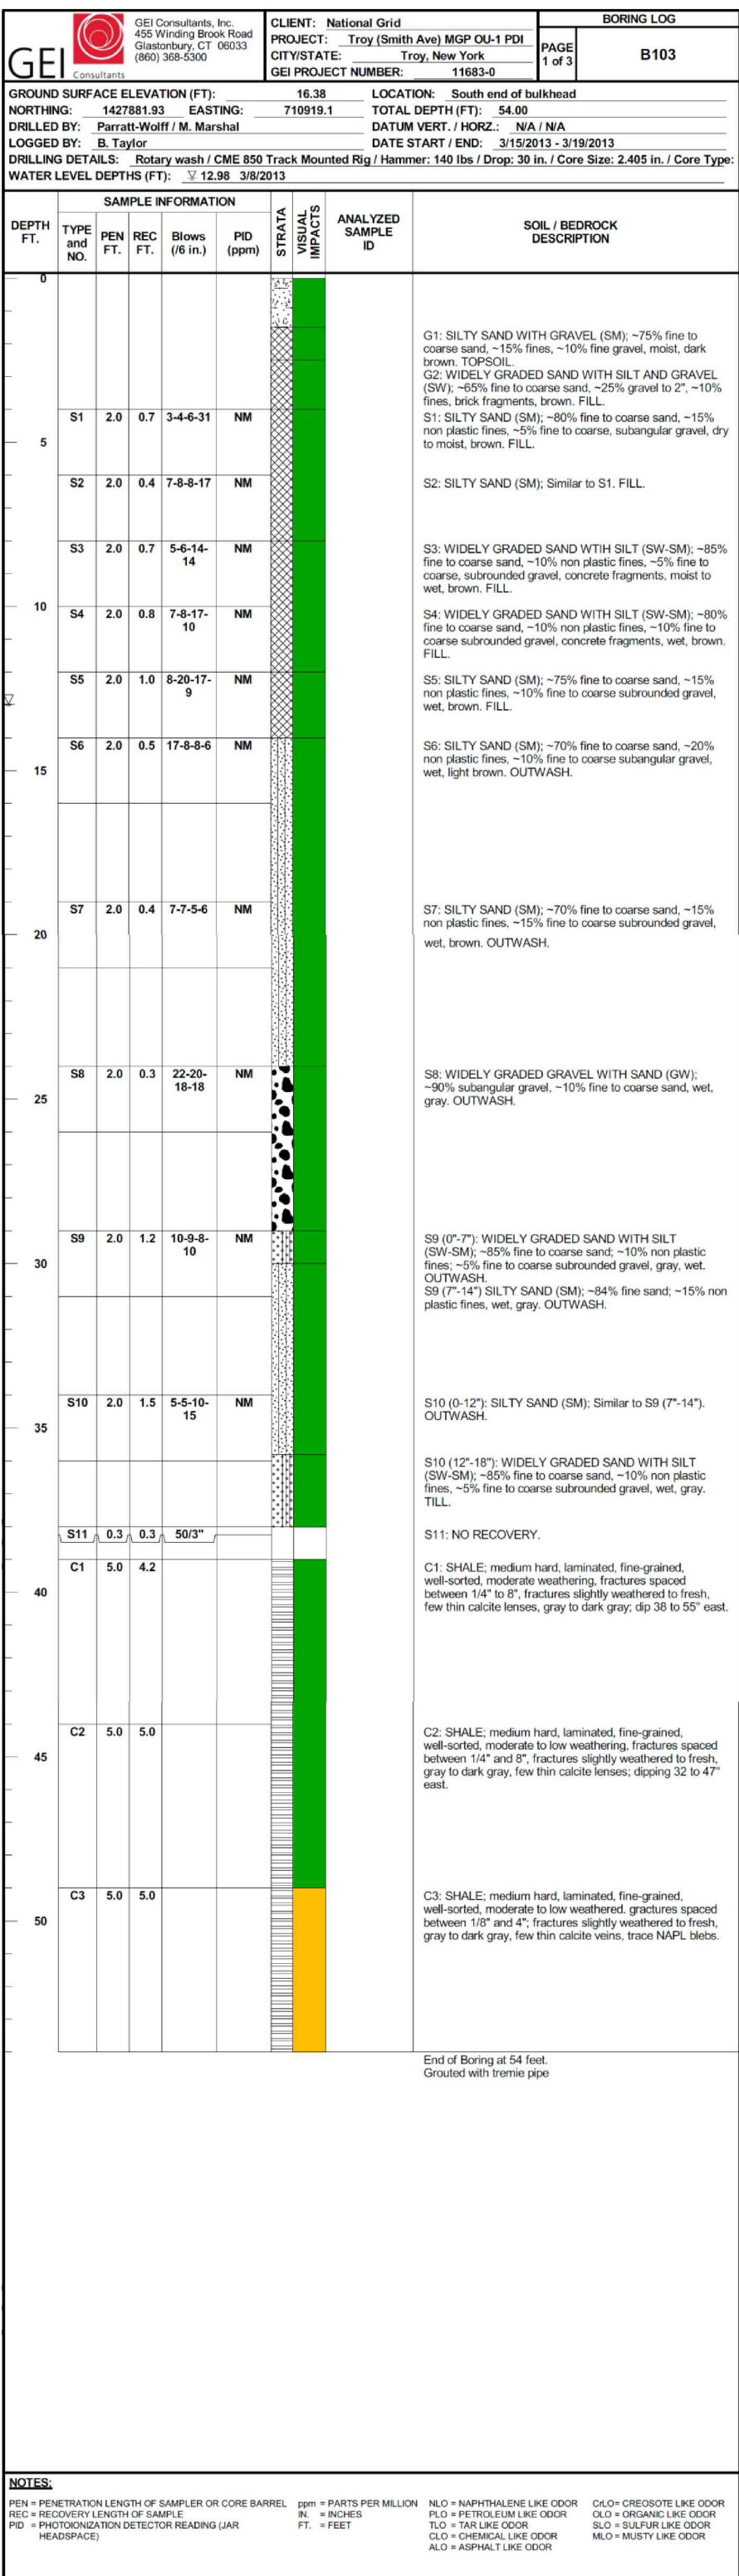 GEI Consultants
GEI Consultants, Inc.
455 Winding Brook Road
Glastonbury, CT 06033
(860) 368-5300
CLIENT: National Grid
PROJECT: Troy (Smith Ave) MGP OU-1 PDI
CITY/STATE: Troy, New York
GEI PROJECT NUMBER: 11683-0
BORING LOG
PAGE
1 of 3
B103
GROUND SURFACE ELEVATION (FT): 16.38 LOCATION: South end of bulkhead
NORTHING: 1427881.93 EASTING: 710919.1 TOTAL DEPTH (FT): 54.00
DRILLED BY: Parratt-Wolff / M. Marshal DATUM VERT. / HORZ.: N/A / N/A
LOGGED BY: B. Taylor DATE START / END: 3/15/2013 - 3/19/2013
DRILLING DETAILS: Rotary wash / CME 850 Track Mounted Rig / Hammer: 140 lbs / Drop: 30 in. / Core Size: 2.405 in. / Core Type:
WATER LEVEL DEPTHS (FT): 12.98 3/8/2013
DEPTH
FT.
SAMPLE INFORMATION
TYPE
and
NO.
PEN
FT.
REC
FT.
Blows
(/6 in.)
PID
(ppm)
STRATA
VISUAL
IMPACTS
ANALYZED
SAMPLE
ID
SOIL / BEDROCK
DESCRIPTION
0
G1: SILTY SAND WITH GRAVEL (SM); ~75% fine to
coarse sand, ~15% fines, ~10% fine gravel, moist, dark
brown. TOPSOIL.
G2: WIDELY GRADED SAND WITH SILT AND GRAVEL
(SW); ~65% fine to coarse sand, ~25% gravel to 2", ~10%
fines, brick fragments, brown. FILL.
S1 2.0 0.7 3-4-6-31 NM
S1: SILTY SAND (SM); ~80% fine to coarse sand, ~15%
non plastic fines, ~5% fine to coarse, subangular gravel, dry
to moist, brown. FILL.
5
S2 2.0 0.4 7-8-8-17 NM
S2: SILTY SAND (SM); Similar to S1. FILL.
S3 2.0 0.7 5-6-14-
14 NM
S3: WIDELY GRADED SAND WTIH SILT (SW-SM); ~85%
fine to coarse sand, ~10% non plastic fines, ~5% fine to
coarse, subrounded gravel, concrete fragments, moist to
wet, brown. FILL.
10
S4 2.0 0.8 7-8-17-
10 NM
S4: WIDELY GRADED SAND WITH SILT (SW-SM); ~80%
fine to coarse sand, ~10% non plastic fines, ~10% fine to
coarse subrounded gravel, concrete fragments, wet, brown.
FILL.
S5 2.0 1.0 8-20-17-
9 NM
S5: SILTY SAND (SM); ~75% fine to coarse sand, ~15%
non plastic fines, ~10% fine to coarse subrounded gravel,
wet, brown. FILL.
S6 2.0 0.5 17-8-8-6 NM
S6: SILTY SAND (SM); ~70% fine to coarse sand, ~20%
non plastic fines, ~10% fine to coarse subangular gravel,
wet, light brown. OUTWASH.
15
S7 2.0 0.4 7-7-5-6 NM
S7: SILTY SAND (SM); ~70% fine to coarse sand, ~15%
non plastic fines, ~15% fine to coarse subrounded gravel,
wet, brown. OUTWASH.
20
S8 2.0 0.3 22-20-
18-18 NM
S8: WIDELY GRADED GRAVEL WITH SAND (GW);
~90% subangular gravel, ~10% fine to coarse sand, wet,
gray. OUTWASH.
25
S9 2.0 1.2 10-9-8-
10 NM
S9 (0"-7"): WIDELY GRADED SAND WITH SILT
(SW-SM); ~85% fine to coarse sand; ~10% non plastic
fines; ~5% fine to coarse subrounded gravel, gray, wet.
OUTWASH.
S9 (7"-14") SILTY SAND (SM); ~84% fine sand; ~15% non
plastic fines, wet, gray. OUTWASH.
30
S10 2.0 1.5 5-5-10-
15 NM
S10 (0-12"): SILTY SAND (SM); Similar to S9 (7"-14").
OUTWASH.
35
S10 (12"-18"): WIDELY GRADED SAND WITH SILT
(SW-SM); ~85% fine to coarse sand, ~10% non plastic
fines, ~5% fine to coarse subrounded gravel, wet, gray.
TILL.
S11 0.3 0.3 50/3"
S11: NO RECOVERY.
C1 5.0 4.2
C1: SHALE; medium hard, laminated, fine-grained,
well-sorted, moderate weathering, fractures spaced
between 1/4" to 8", fractures slightly weathered to fresh,
few thin calcite lenses, gray to dark gray; dip 38 to 55° east.
40
C2 5.0 5.0
C2: SHALE; medium hard, laminated, fine-grained,
well-sorted, moderate to low weathering, fractures spaced
between 1/4" and 8", fractures slightly weathered to fresh,
gray to dark gray, few thin calcite lenses; dipping 32 to 47°
east.
45
C3 5.0 5.0
C3: SHALE; medium hard, laminated, fine-grained,
well-sorted, moderate to low weathered. gractures spaced
between 1/8" and 4"; fractures slightly weathered to fresh,
gray to dark gray, few thin calcite veins, trace NAPL blebs.
50
End of Boring at 54 feet.
Grouted with tremie pipe
NOTES:
PEN = PENETRATION LENGTH OF SAMPLER OR CORE BARREL ppm = PARTS PER MILLION NLO = NAPHTHALENE LIKE ODOR CrLO= CREOSOTE LIKE ODOR
REC = RECOVERY LENGTH OF SAMPLE IN. = INCHES PLO = PETROLEUM LIKE ODOR OLO = ORGANIC LIKE ODOR
PID = PHOTOIONIZATION DETECTOR READING (JAR FT. = FEET TLO = TAR LIKE ODOR SLO = SULFUR LIKE ODOR
HEADSPACE) CLO = CHEMICAL LIKE ODOR MLO = MUSTY LIKE ODOR
ALO = ASPHALT LIKE ODOR